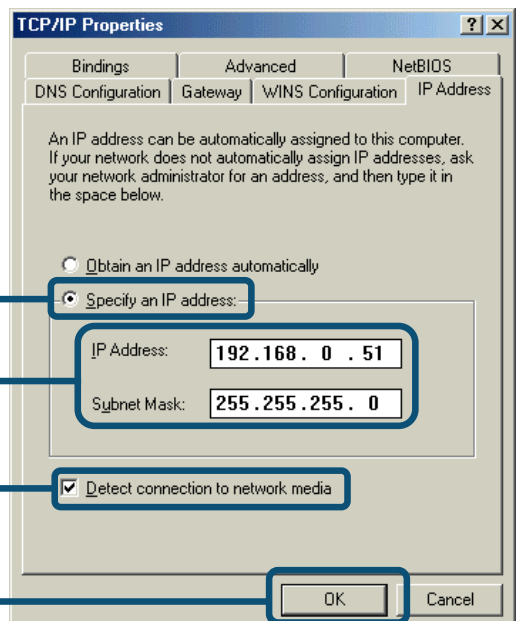 TCP/IP Properties
? ×
Bindings Advanced NetBIOS
DNS Configuration Gateway WINS Configuration IP Address
An IP address can be automatically assigned to this computer.
If your network does not automatically assign IP addresses, ask
your network administrator for an address, and then type it in
the space below.
Obtain an IP address automatically
Specify an IP address:
IP Address: 192.168. 0 .51
Subnet Mask: 255.255.255. 0
Detect connection to network media
OK Cancel